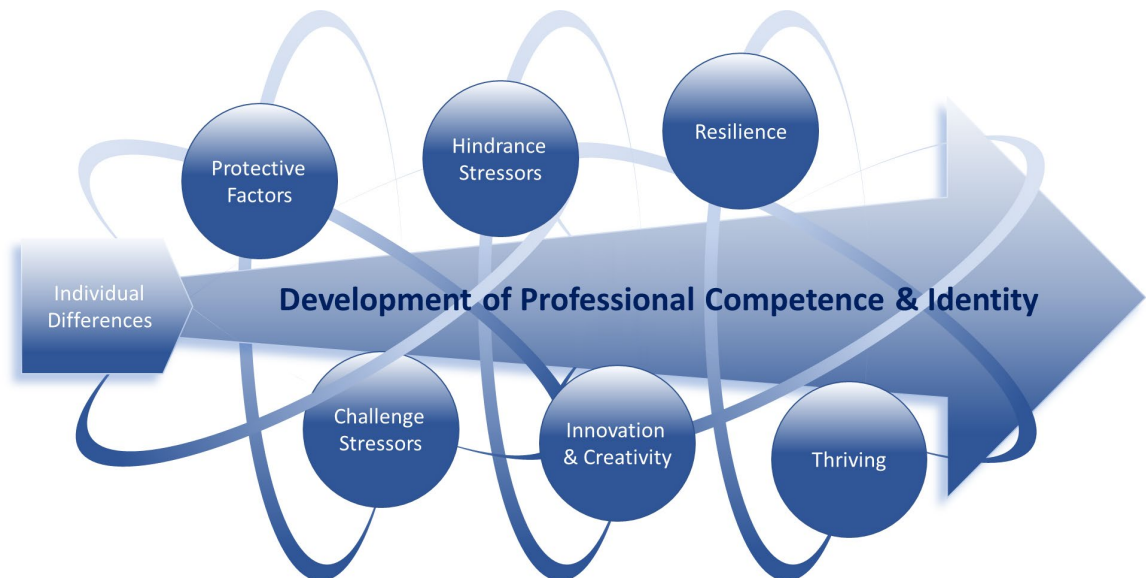 Protective
Factors
Hindrance
Stressors
Resilience
Individual
Differences
Development of Professional Competence & Identity
Challenge
Stressors
Innovation
& Creativity
Thriving